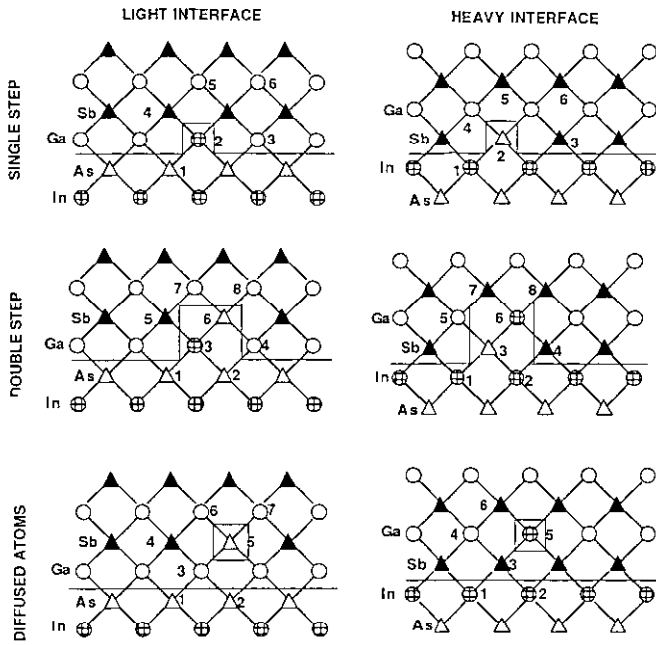 LIGHT INTERFACE
HEAVY INTERFACE
SINGLE STEP
5 6
Sb 4
Ga 2 3
As 1
In
5 6
Ga 4
Sb 2 3
In 1
As
DOUBLE STEP
7 8
Sb 5 6
Ga 3 4
As 1 2
In
7 8
Ga 5 6
Sb 3 4
In 1 2
As
DIFFUSED ATOMS
6 7
Sb 4 5
Ga 3
As 1 2
In
6
Ga 4 5
Sb 3
In 1 2
As